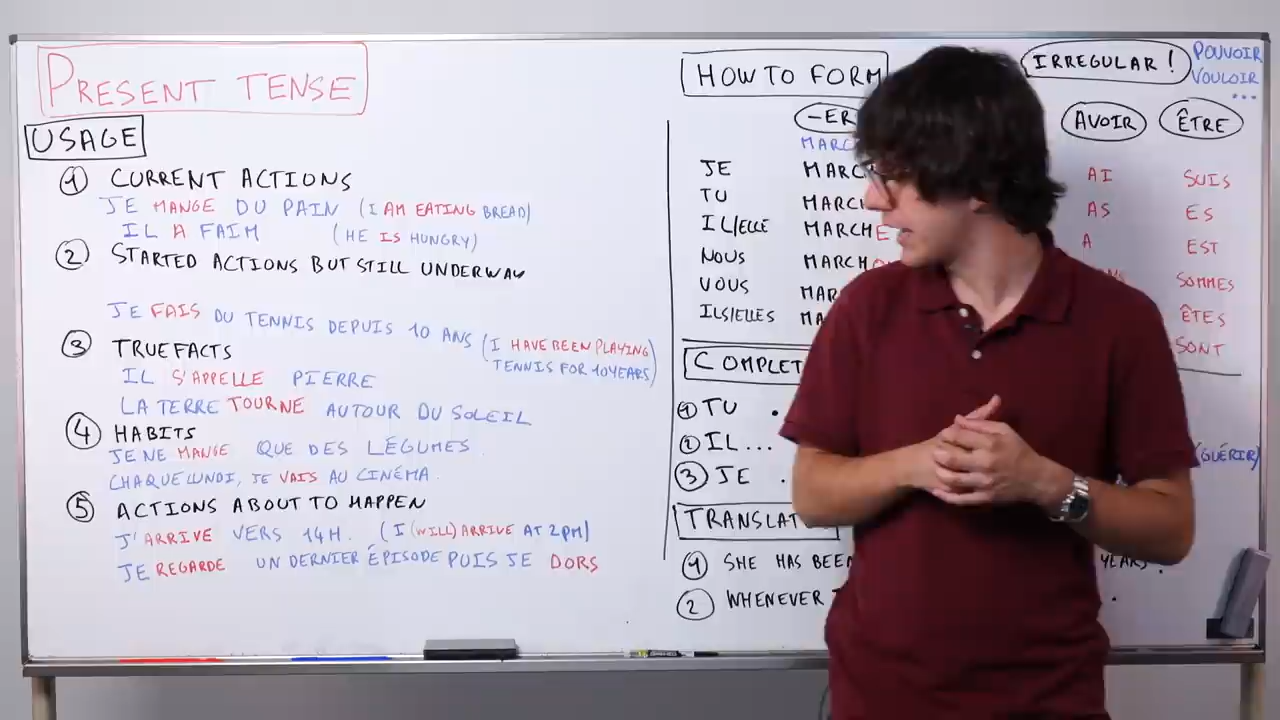 PRESENT TENSE
USAGE
1 CURRENT ACTIONS
JE MANGE DU PAIN (I AM EATING BREAD)
IL A FAIM (HE IS HUNGRY)
2 STARTED ACTIONS BUT STILL UNDERWAY
JE FAIS DU TENNIS DEPUIS 10 ANS (I HAVE BEEN PLAYING
TENNIS FOR 10 YEARS)
3 TRUE FACTS
IL S'APPELLE PIERRE
LA TERRE TOURNE AUTOUR DU SOLEIL
4 HABITS
JE NE MANGE QUE DES LÉGUMES
CHAQUE LUNDI, JE VAIS AU CINÉMA.
5 ACTIONS ABOUT TO HAPPEN
J'ARRIVE VERS 14H. (I (WILL) ARRIVE AT 2PM)
JE REGARDE UN DERNIER ÉPISODE PUIS JE DORS
HOW TO FORM
IRREGULAR! POUVOIR
VOULOIR
...
-ER AVOIR ÊTRE
JE AI SUIS
TU AS ES
IL/ELLE MARCHE A EST
NOUS SOMMES
VOUS ÊTES
ILS/ELLES SONT
1 TU
2 IL...
3 JE
(GUÉRIR)
1 SHE HAS BEEN YEARS.
2 WHENEVER